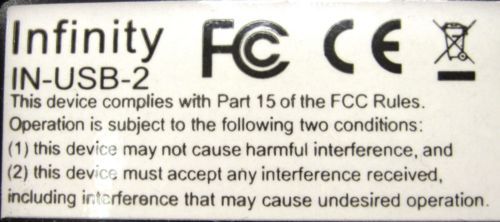 Infinity FC CE
IN-USB-2
This device complies with Part 15 of the FCC Rules.
Operation is subject to the following two conditions:
(1) this device may not cause harmful interference, and
(2) this device must accept any interference received,
including interference that may cause undesired operation.